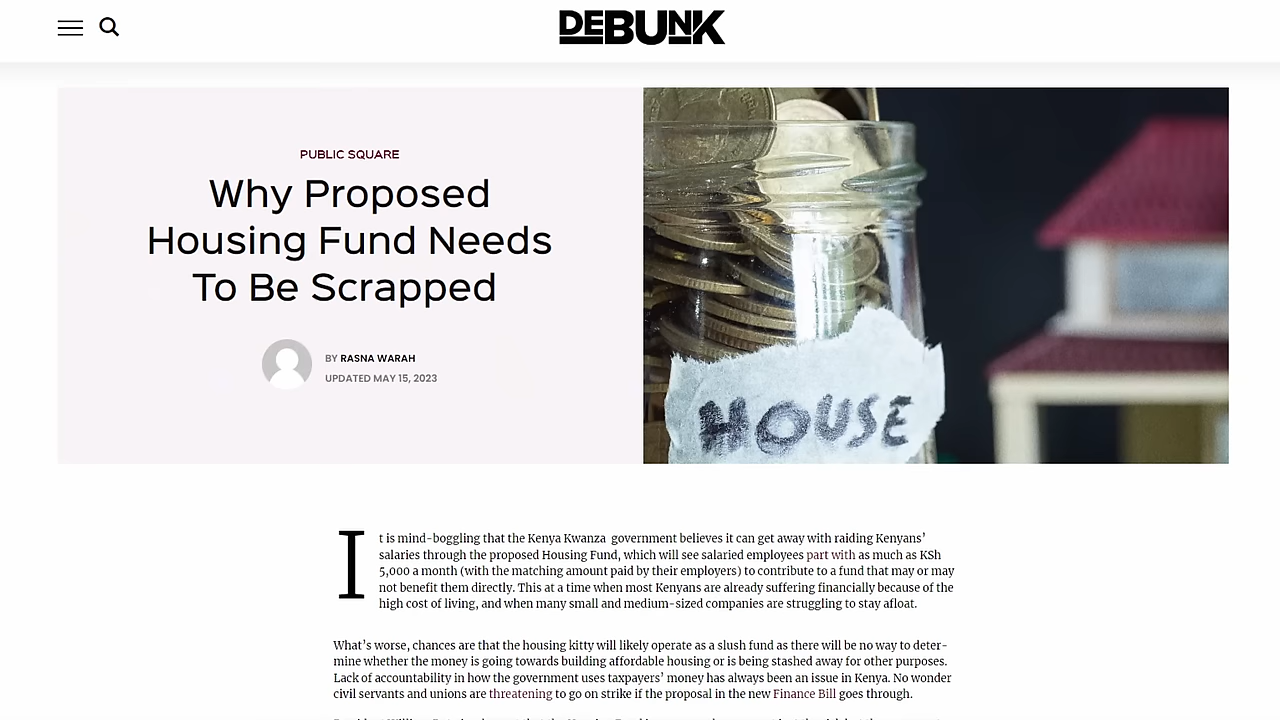 DEBUNK
PUBLIC SQUARE
Why Proposed
Housing Fund Needs
To Be Scrapped
BY RASNA WARAH
UPDATED MAY 15, 2023
HOUSE
It is mind-boggling that the Kenya Kwanza government believes it can get away with raiding Kenyans’
salaries through the proposed Housing Fund, which will see salaried employees part with as much as KSh
5,000 a month (with the matching amount paid by their employers) to contribute to a fund that may or may
not benefit them directly. This at a time when most Kenyans are already suffering financially because of the
high cost of living, and when many small and medium-sized companies are struggling to stay afloat.
What’s worse, chances are that the housing kitty will likely operate as a slush fund as there will be no way to deter-
mine whether the money is going towards building affordable housing or is being stashed away for other purposes.
Lack of accountability in how the government uses taxpayers’ money has always been an issue in Kenya. No wonder
civil servants and unions are threatening to go on strike if the proposal in the new Finance Bill goes through.